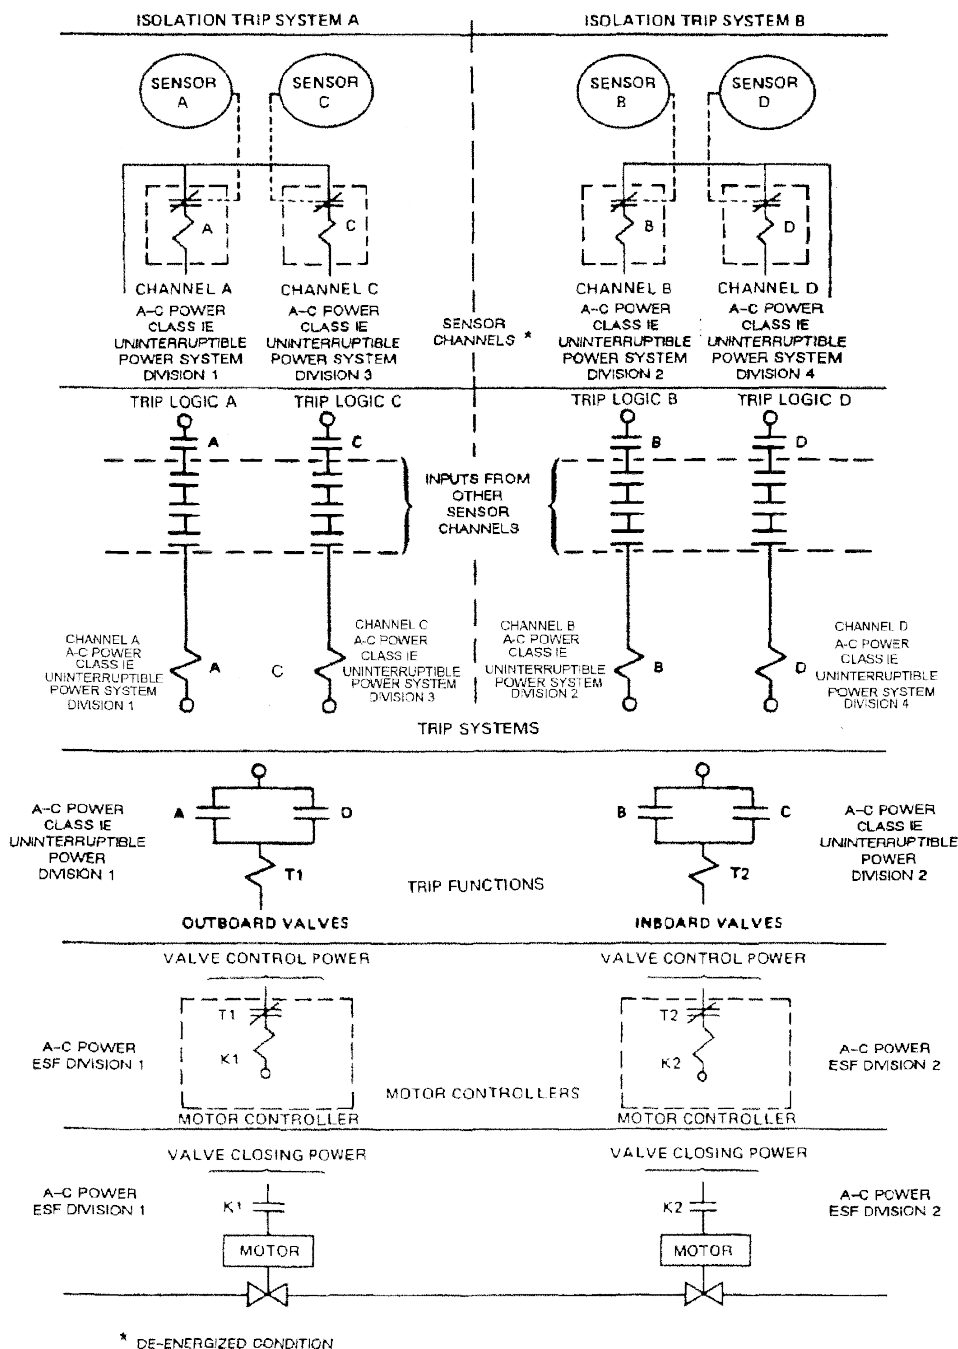 ISOLATION TRIP SYSTEM A
ISOLATION TRIP SYSTEM B
SENSOR
A
SENSOR
C
SENSOR
B
SENSOR
D
A
C
B
D
CHANNEL A
A-C POWER
CLASS IE
UNINTERRUPTIBLE
POWER SYSTEM
DIVISION 1
CHANNEL C
A-C POWER
CLASS IE
UNINTERRUPTIBLE
POWER SYSTEM
DIVISION 3
SENSOR
CHANNELS *
CHANNEL B
A-C POWER
CLASS IE
UNINTERRUPTIBLE
POWER SYSTEM
DIVISION 2
CHANNEL D
A-C POWER
CLASS IE
UNINTERRUPTIBLE
POWER SYSTEM
DIVISION 4
TRIP LOGIC A
TRIP LOGIC C
TRIP LOGIC B
TRIP LOGIC D
A
C
B
D
INPUTS FROM
OTHER
SENSOR
CHANNELS
CHANNEL A
A-C POWER
CLASS IE
UNINTERRUPTIBLE
POWER SYSTEM
DIVISION 1
A
C
CHANNEL C
A-C POWER
CLASS IE
UNINTERRUPTIBLE
POWER SYSTEM
DIVISION 3
CHANNEL B
A-C POWER
CLASS IE
UNINTERRUPTIBLE
POWER SYSTEM
DIVISION 2
B
D
CHANNEL D
A-C POWER
CLASS IE
UNINTERRUPTIBLE
POWER SYSTEM
DIVISION 4
TRIP SYSTEMS
A-C POWER
CLASS IE
UNINTERRUPTIBLE
POWER
DIVISION 1
A
D
T1
TRIP FUNCTIONS
B
C
T2
A-C POWER
CLASS IE
UNINTERRUPTIBLE
POWER
DIVISION 2
OUTBOARD VALVES
INBOARD VALVES
VALVE CONTROL POWER
VALVE CONTROL POWER
A-C POWER
ESF DIVISION 1
T1
K1
MOTOR CONTROLLER
MOTOR CONTROLLERS
T2
K2
MOTOR CONTROLLER
A-C POWER
ESF DIVISION 2
VALVE CLOSING POWER
VALVE CLOSING POWER
A-C POWER
ESF DIVISION 1
K1
MOTOR
K2
MOTOR
A-C POWER
ESF DIVISION 2
* DE-ENERGIZED CONDITION